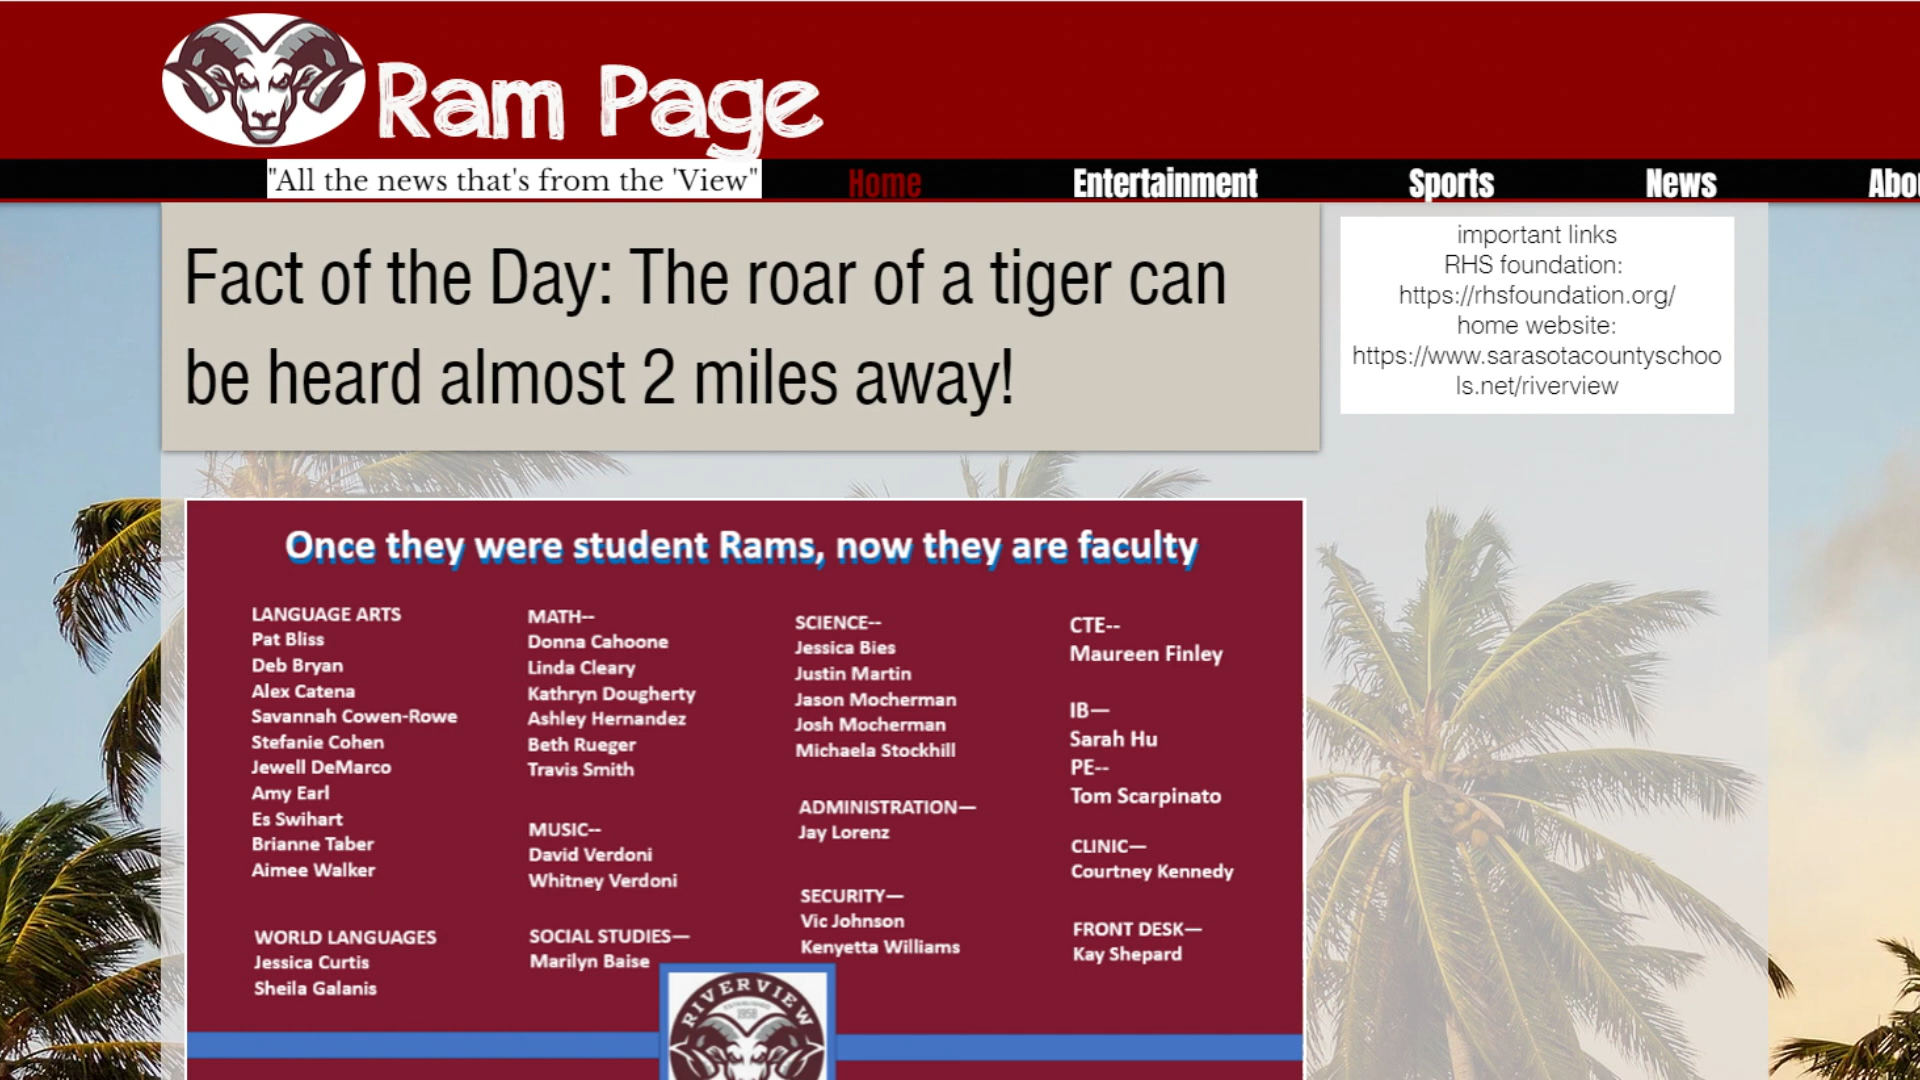 Ram Page
"All the news that's from the 'View"
Home
Entertainment
Sports
News
Abou
Fact of the Day: The roar of a tiger can
be heard almost 2 miles away!
important links
RHS foundation:
https://rhsfoundation.org/
home website:
https://www.sarasotacountyschoo
ls.net/riverview
Once they were student Rams, now they are faculty
LANGUAGE ARTS
Pat Bliss
Deb Bryan
Alex Catena
Savannah Cowen-Rowe
Stefanie Cohen
Jewell DeMarco
Amy Earl
Es Swihart
Brianne Taber
Aimee Walker
WORLD LANGUAGES
Jessica Curtis
Sheila Galanis
MATH--
Donna Cahoone
Linda Cleary
Kathryn Dougherty
Ashley Hernandez
Beth Rueger
Travis Smith
MUSIC--
David Verdoni
Whitney Verdoni
SOCIAL STUDIES—
Marilyn Baise
SCIENCE--
Jessica Bies
Justin Martin
Jason Mocherman
Josh Mocherman
Michaela Stockhill
ADMINISTRATION—
Jay Lorenz
SECURITY—
Vic Johnson
Kenyetta Williams
CTE--
Maureen Finley
IB—
Sarah Hu
PE--
Tom Scarpinato
CLINIC—
Courtney Kennedy
FRONT DESK—
Kay Shepard
RIVERVIEW
1958